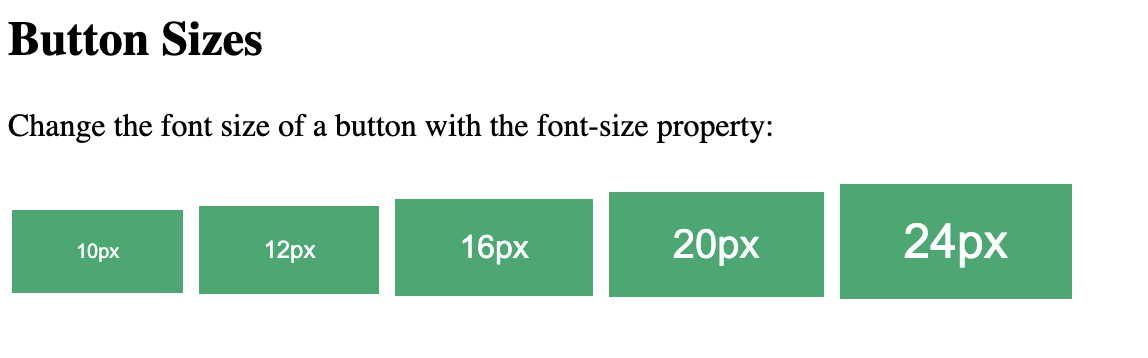 Button Sizes
Change the font size of a button with the font-size property:
10px 12px 16px 20px 24px